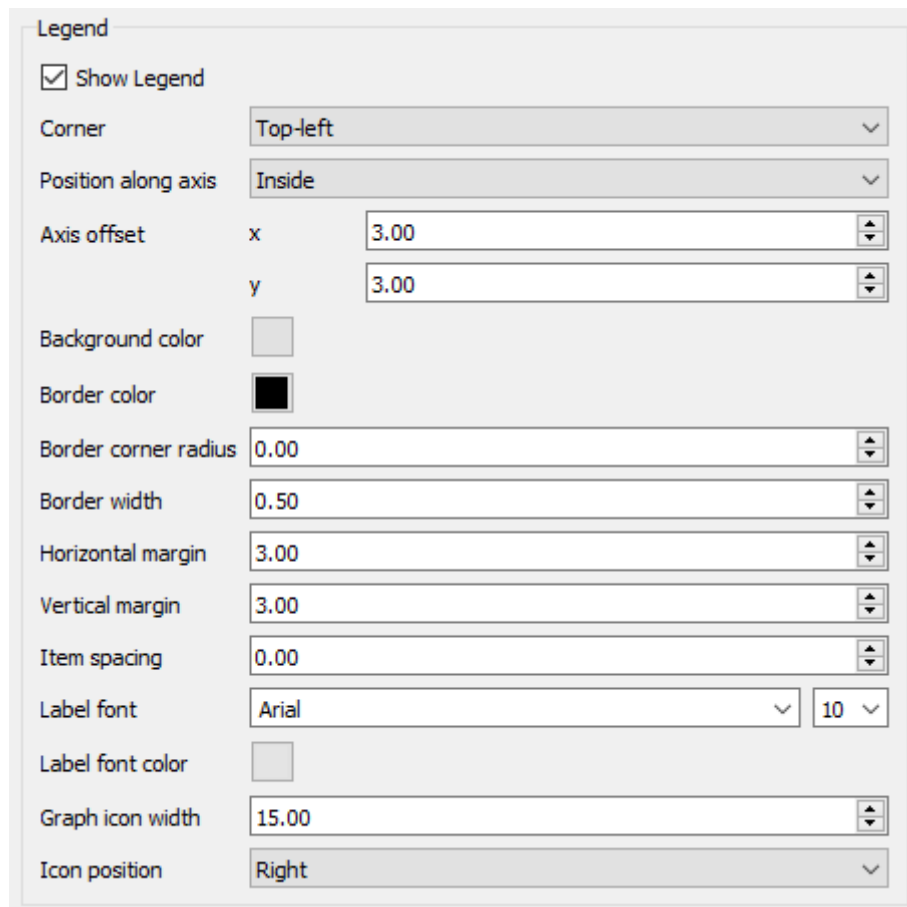 Legend
Show Legend
Corner Top-left
Position along axis Inside
Axis offset x 3.00
y 3.00
Background color
Border color
Border corner radius 0.00
Border width 0.50
Horizontal margin 3.00
Vertical margin 3.00
Item spacing 0.00
Label font Arial 10
Label font color
Graph icon width 15.00
Icon position Right